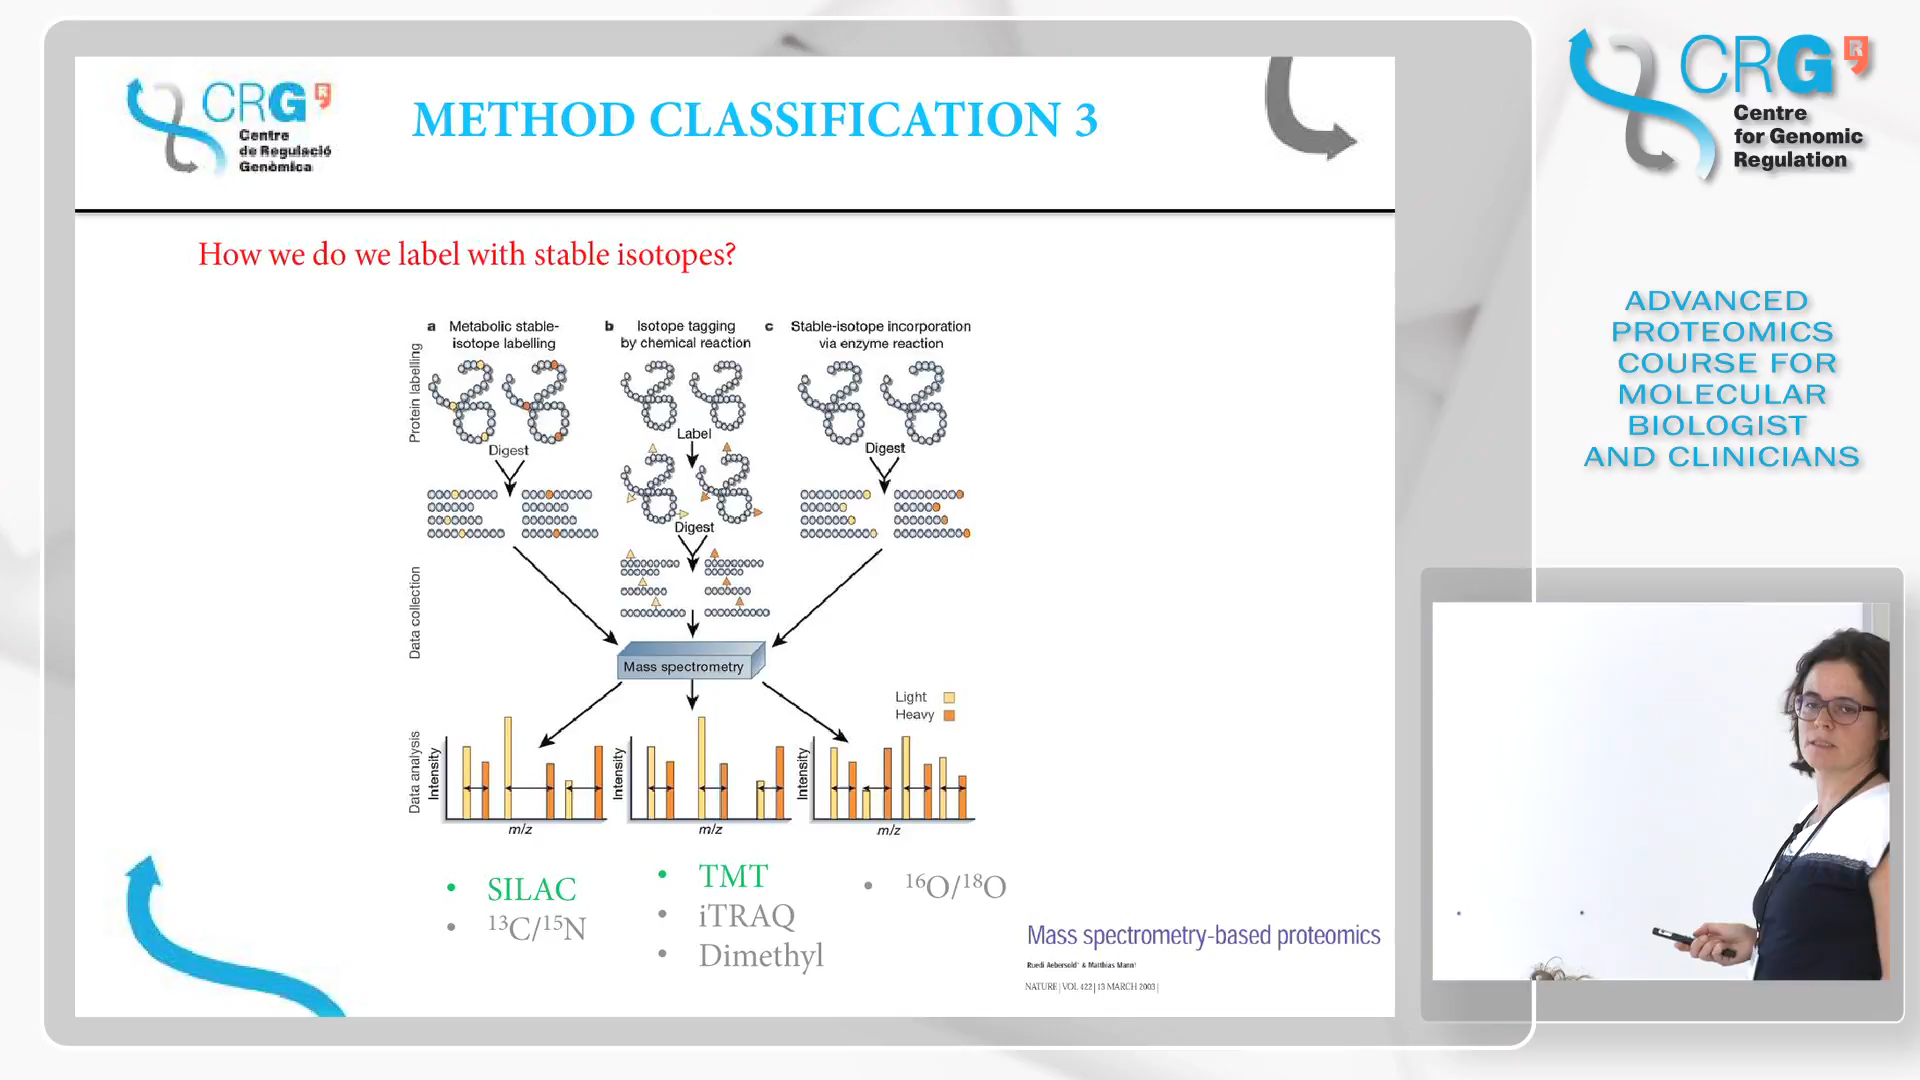 CRG
Centre
de Regulació
Genòmica
METHOD CLASSIFICATION 3
How we do we label with stable isotopes?
a Metabolic stable-
isotope labelling
b Isotope tagging
by chemical reaction
c Stable-isotope incorporation
via enzyme reaction
Protein labelling
Digest
Label
Digest
Digest
Data collection
Mass spectrometry
Light
Heavy
Data analysis
Intensity
m/z
Intensity
m/z
Intensity
m/z
• SILAC
• ¹³C/¹⁵N
• TMT
• iTRAQ
• Dimethyl
• ¹⁶O/¹⁸O
Mass spectrometry-based proteomics
Ruedi Aebersold* & Matthias Mann†
NATURE | VOL 422 | 13 MARCH 2003 |
CRG
R
Centre
for Genomic
Regulation
ADVANCED
PROTEOMICS
COURSE FOR
MOLECULAR
BIOLOGIST
AND CLINICIANS